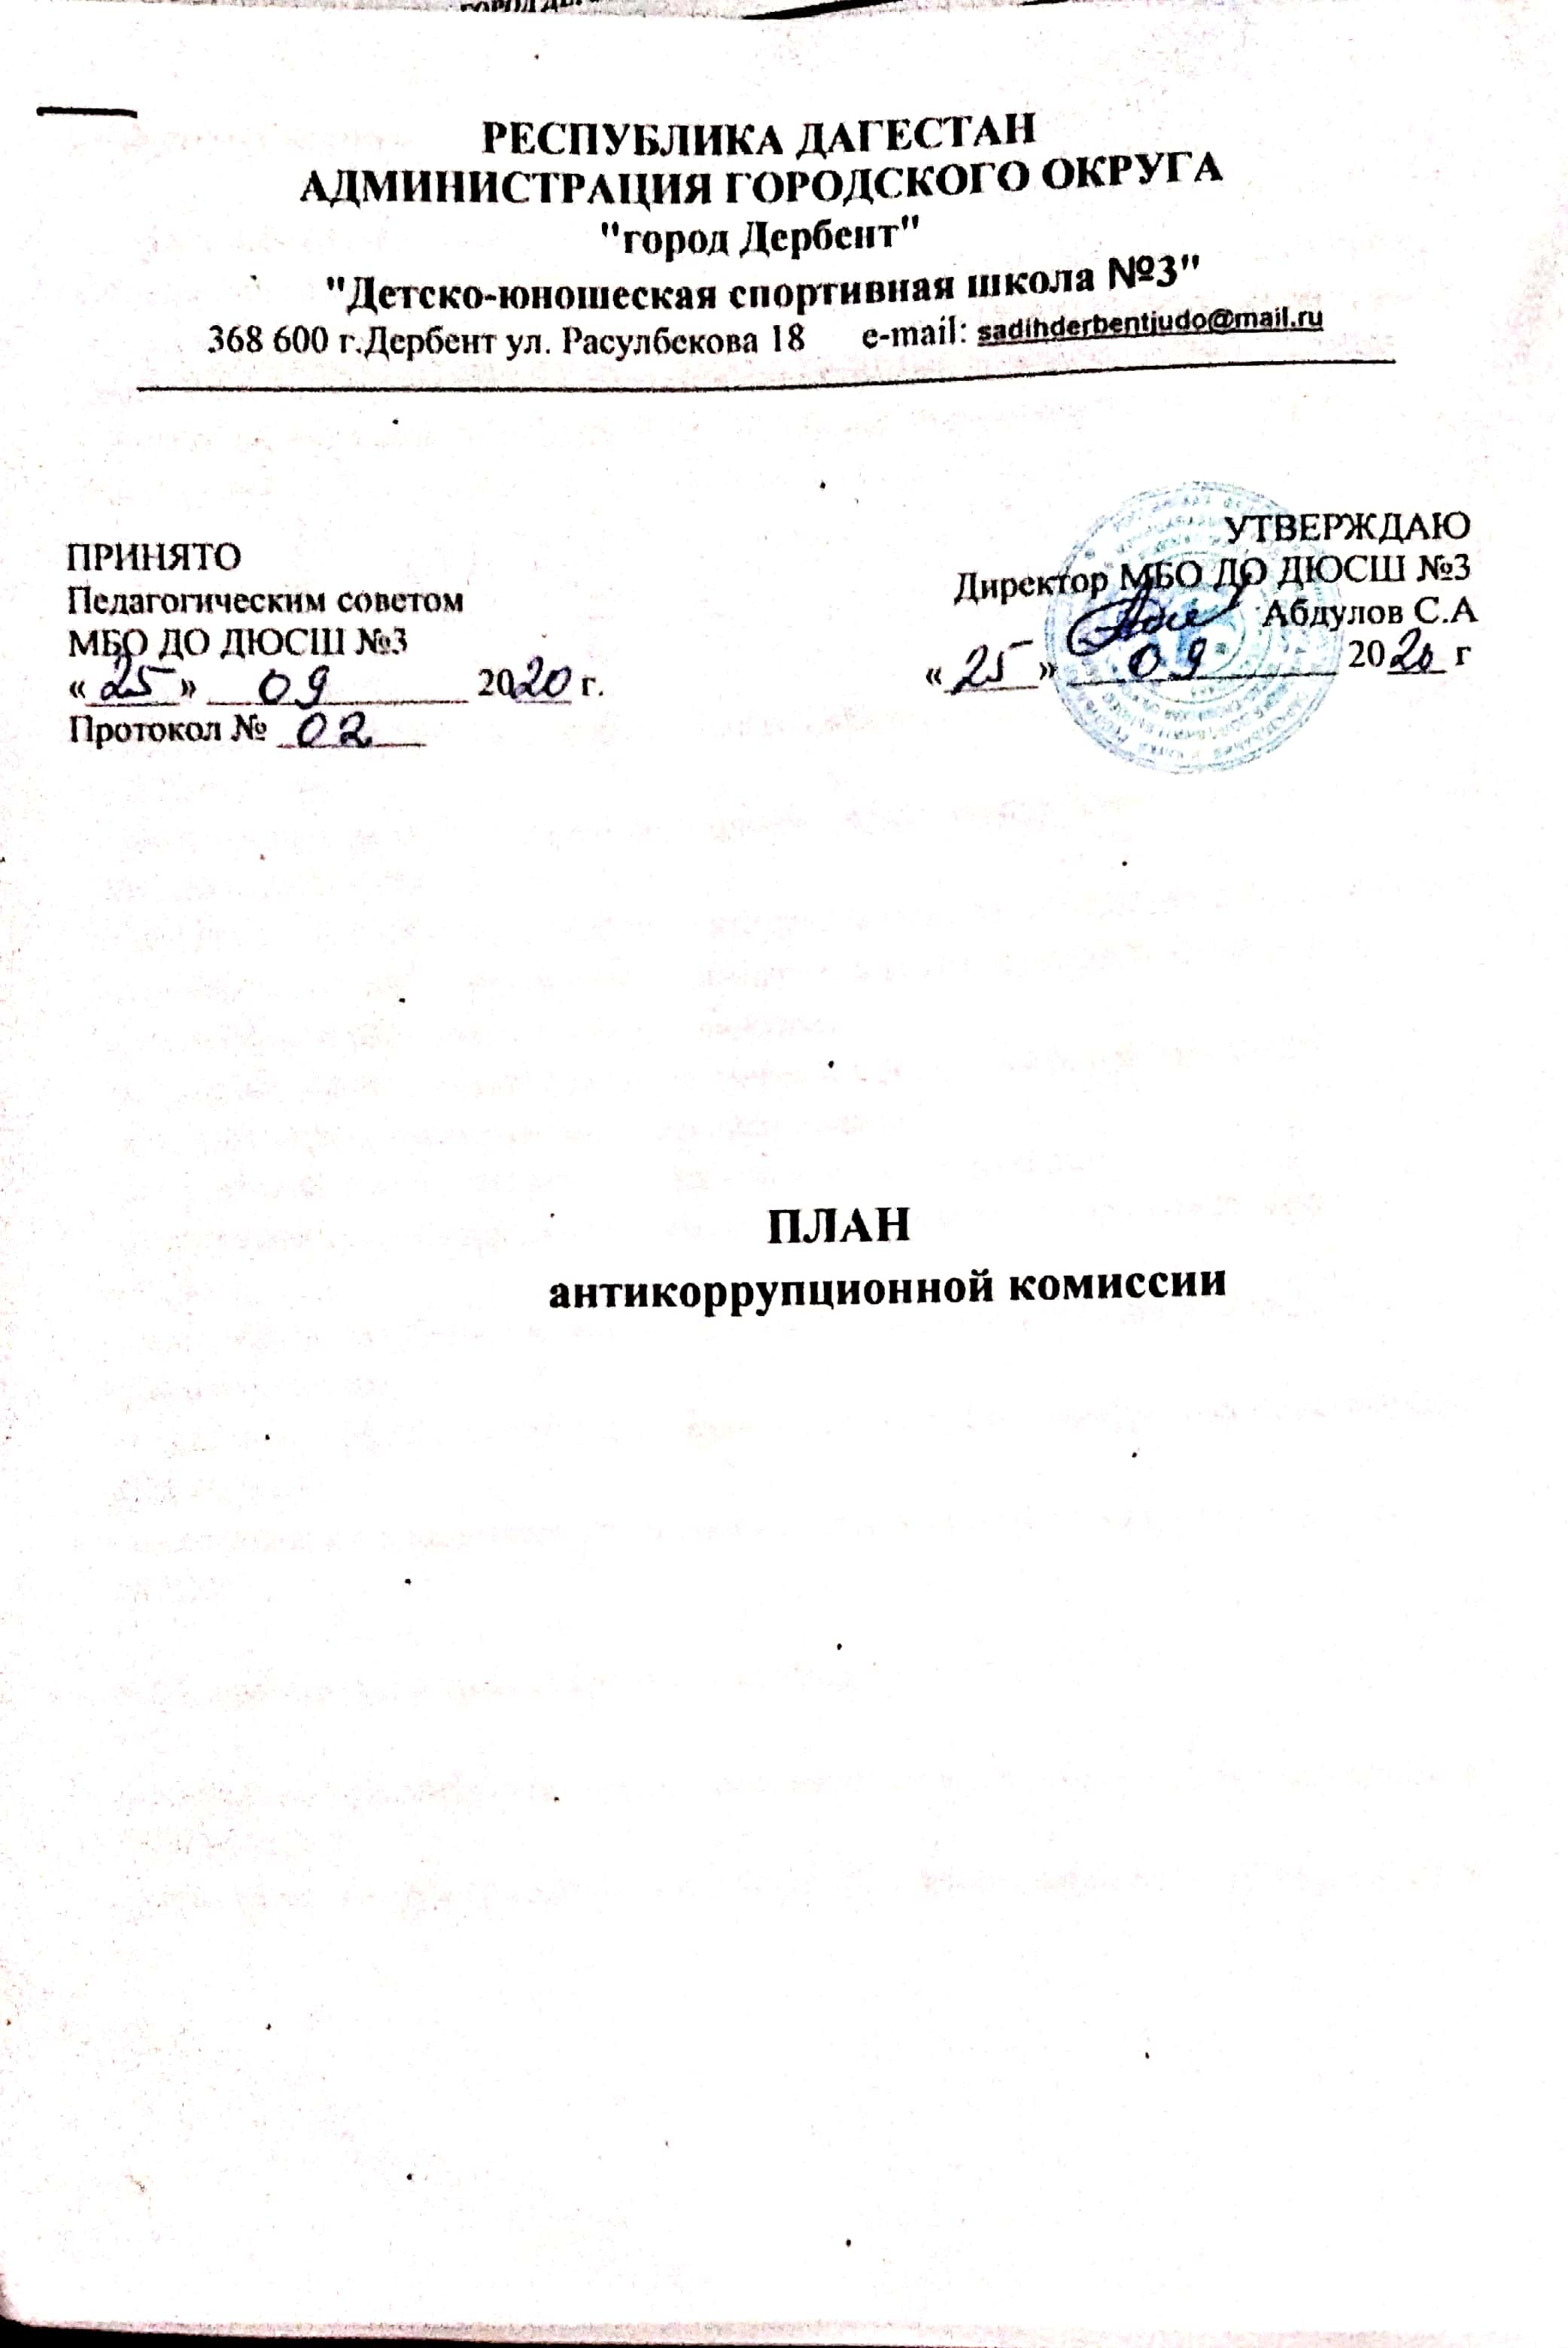 РЕСПУБЛИКА ДАГЕСТАН
АДМИНИСТРАЦИЯ ГОРОДСКОГО ОКРУГА
"город Дербент"
"Детско-юношеская спортивная школа №3"
368 600 г.Дербент ул. Расулбекова 18 e-mail: sadihderbentjudo@mail.ru
ПРИНЯТО
Педагогическим советом
МБО ДО ДЮСШ №3
«25» 09 2020 г.
Протокол № 02
УТВЕРЖДАЮ
Директор МБО ДО ДЮСШ №3
Абдулов С.А
«25» 09 2020 г
ПЛАН
антикоррупционной комиссии